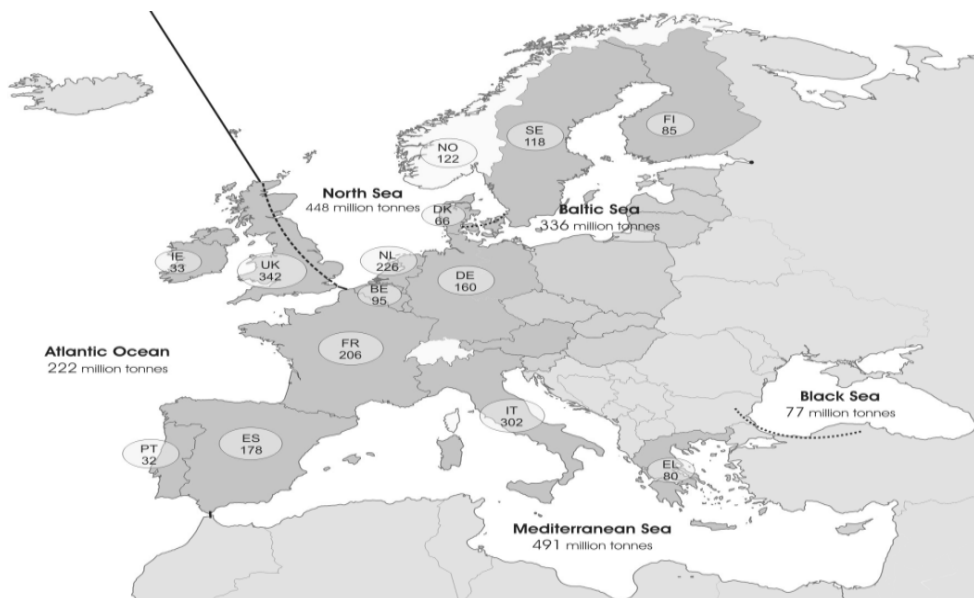 FI
85
SE
118
NO
122
North Sea
448 million tonnes
DK
66
Baltic Sea
336 million tonnes
IE
33
UK
342
NL
226
BE
95
DE
160
FR
206
Atlantic Ocean
222 million tonnes
Black Sea
77 million tonnes
IT
302
PT
32
ES
178
EL
80
Mediterranean Sea
491 million tonnes